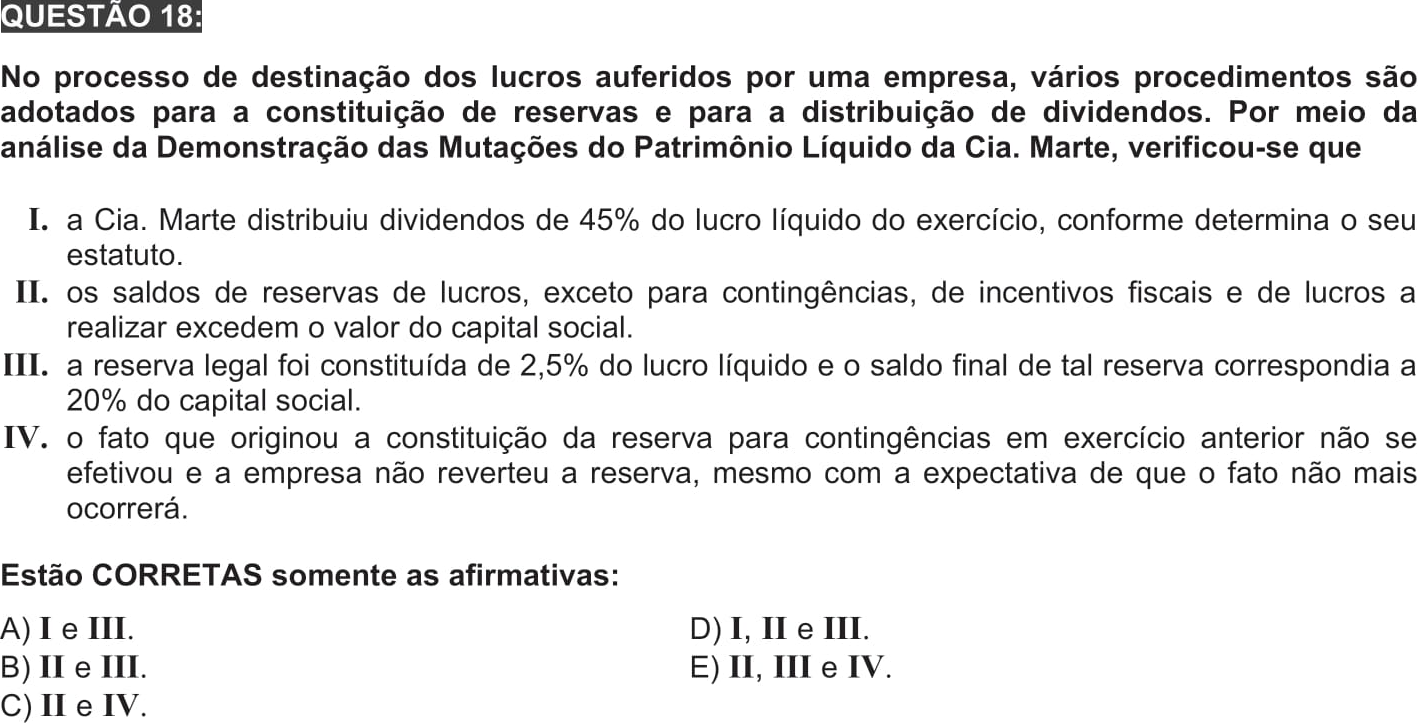 QUESTÃO 18:
No processo de destinação dos lucros auferidos por uma empresa, vários procedimentos são
adotados para a constituição de reservas e para a distribuição de dividendos. Por meio da
análise da Demonstração das Mutações do Patrimônio Líquido da Cia. Marte, verificou-se que
I. a Cia. Marte distribuiu dividendos de 45% do lucro líquido do exercício, conforme determina o seu
estatuto.
II. os saldos de reservas de lucros, exceto para contingências, de incentivos fiscais e de lucros a
realizar excedem o valor do capital social.
III. a reserva legal foi constituída de 2,5% do lucro líquido e o saldo final de tal reserva correspondia a
20% do capital social.
IV. o fato que originou a constituição da reserva para contingências em exercício anterior não se
efetivou e a empresa não reverteu a reserva, mesmo com a expectativa de que o fato não mais
ocorrerá.
Estão CORRETAS somente as afirmativas:
A) I e III.
B) II e III.
C) II e IV.
D) I, II e III.
E) II, III e IV.